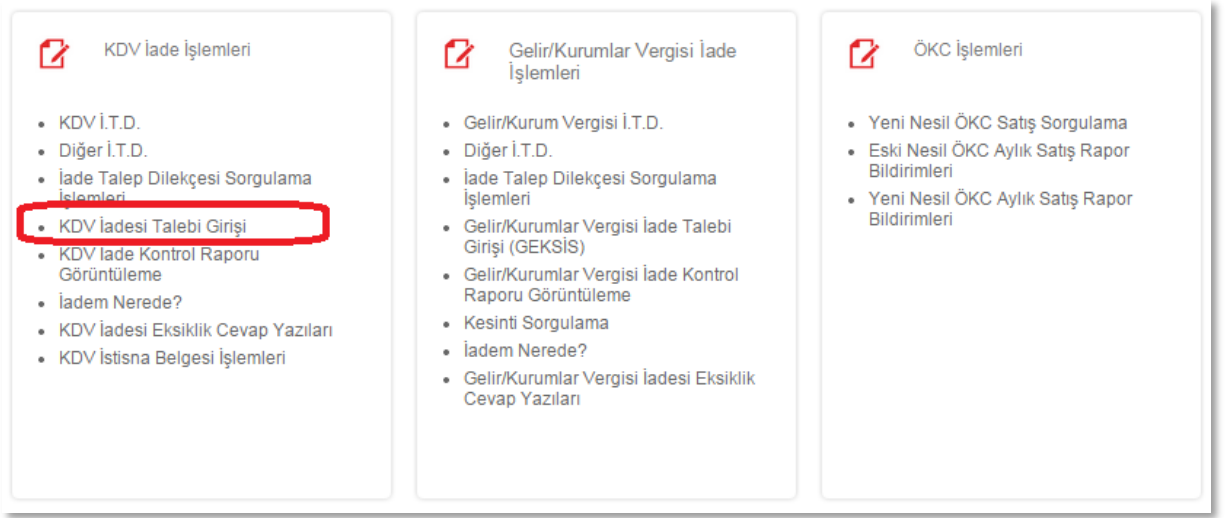 KDV İade İşlemleri
KDV İ.T.D.
Diğer İ.T.D.
İade Talep Dilekçesi Sorgulama
İşlemleri
KDV İadesi Talebi Girişi
KDV İade Kontrol Raporu
Görüntüleme
İadem Nerede?
KDV İadesi Eksiklik Cevap Yazıları
KDV İstisna Belgesi İşlemleri
Gelir/Kurumlar Vergisi İade
İşlemleri
Gelir/Kurum Vergisi İ.T.D.
Diğer İ.T.D.
İade Talep Dilekçesi Sorgulama
İşlemleri
Gelir/Kurumlar Vergisi İade Talebi
Girişi (GEKSİS)
Gelir/Kurumlar Vergisi İade Kontrol
Raporu Görüntüleme
Kesinti Sorgulama
İadem Nerede?
Gelir/Kurumlar Vergisi İadesi Eksiklik
Cevap Yazıları
ÖKC İşlemleri
Yeni Nesil ÖKC Satış Sorgulama
Eski Nesil ÖKC Aylık Satış Rapor
Bildirimleri
Yeni Nesil ÖKC Aylık Satış Rapor
Bildirimleri